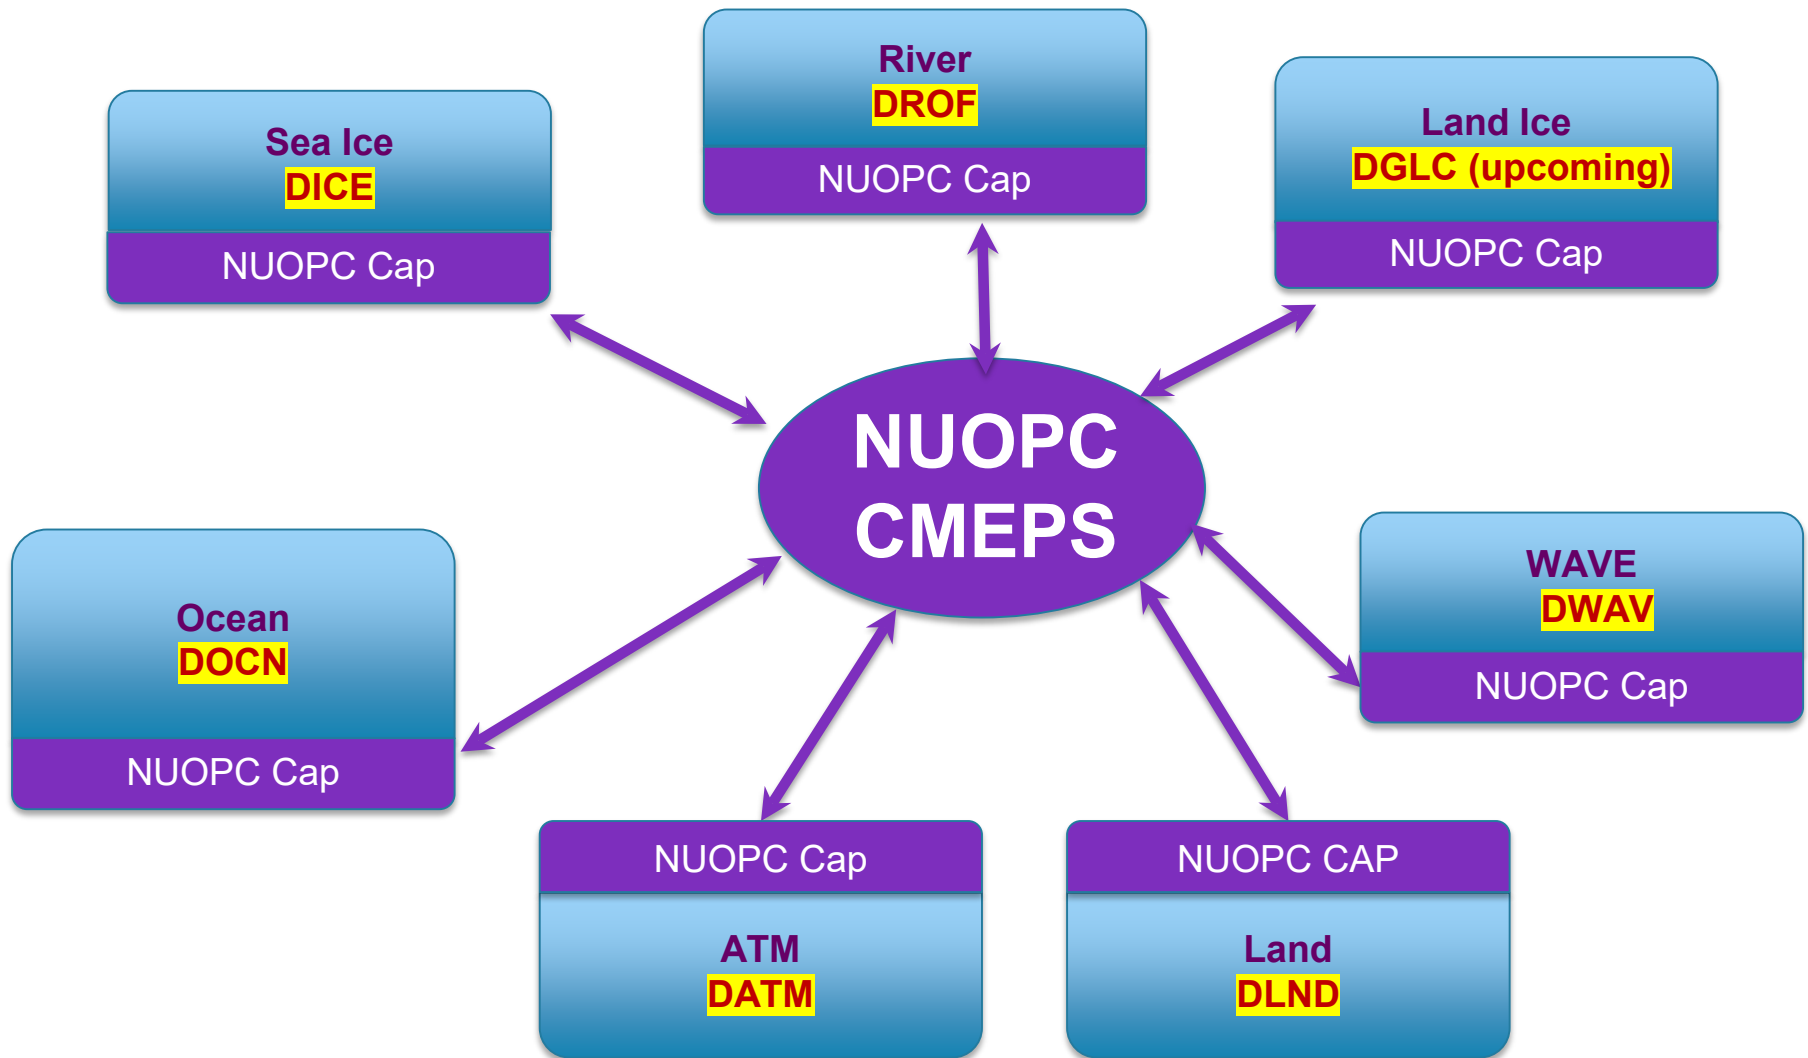 River
DROF
NUOPC Cap
Sea Ice
DICE
NUOPC Cap
Land Ice
DGLC (upcoming)
NUOPC Cap
NUOPC
CMEPS
Ocean
DOCN
NUOPC Cap
WAVE
DWAV
NUOPC Cap
NUOPC Cap
ATM
DATM
NUOPC CAP
Land
DLND